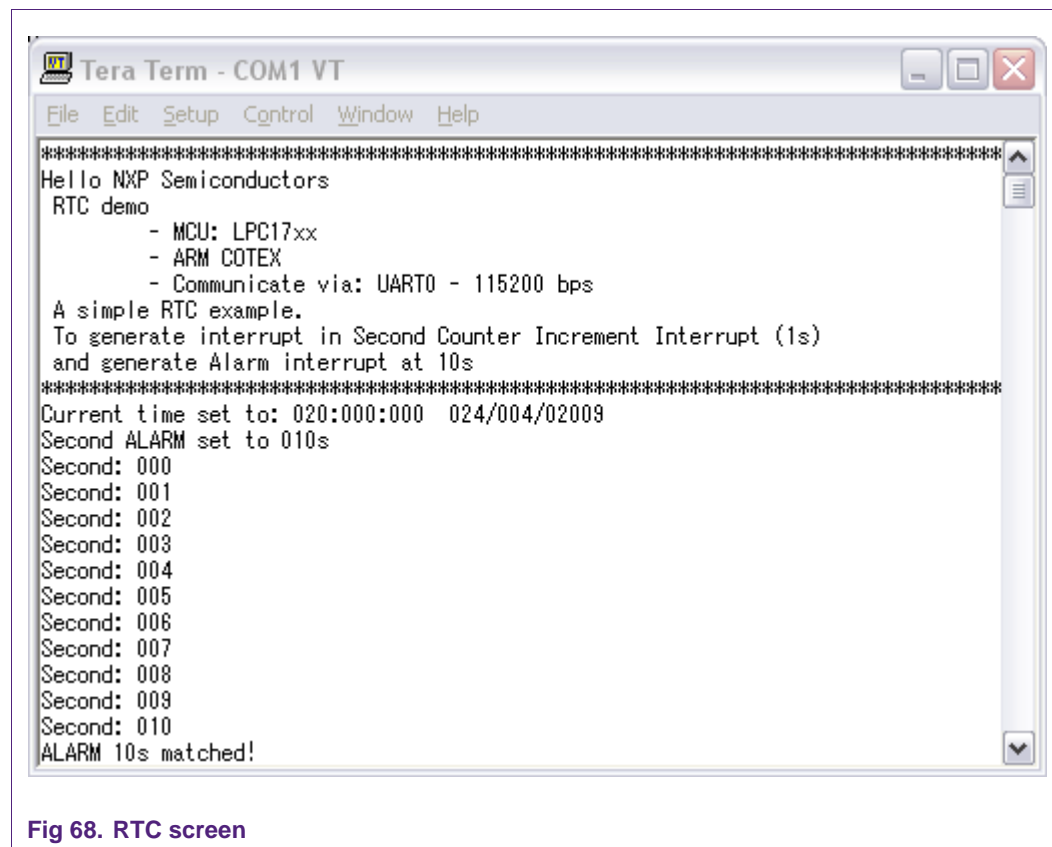 Tera Term - COM1 VT
File Edit Setup Control Window Help
********************************************************************************
Hello NXP Semiconductors
RTC demo
- MCU: LPC17xx
- ARM COTEX
- Communicate via: UART0 - 115200 bps
A simple RTC example.
To generate interrupt in Second Counter Increment Interrupt (1s)
and generate Alarm interrupt at 10s
********************************************************************************
Current time set to: 020:000:000  024/004/02009
Second ALARM set to 010s
Second: 000
Second: 001
Second: 002
Second: 003
Second: 004
Second: 005
Second: 006
Second: 007
Second: 008
Second: 009
Second: 010
ALARM 10s matched!
Fig 68. RTC screen